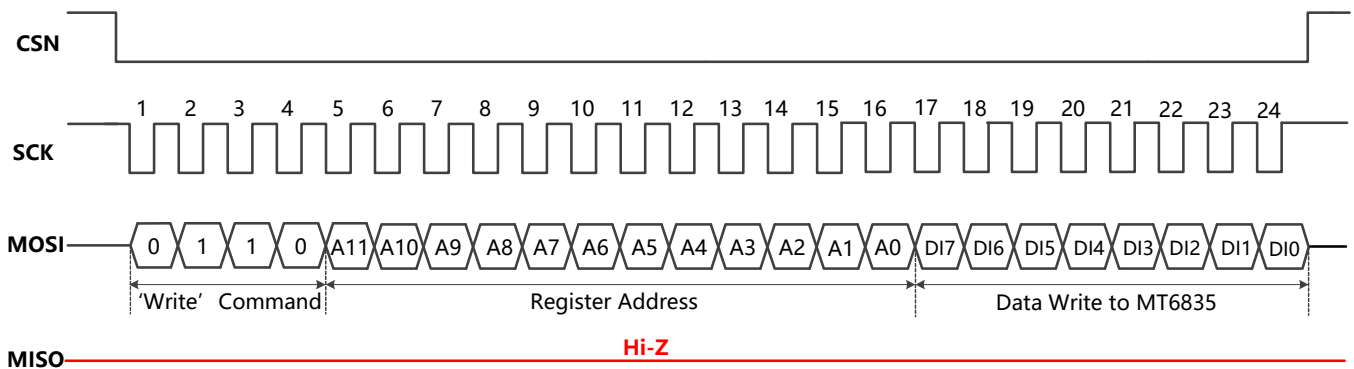 CSN
1 2 3 4 5 6 7 8 9 10 11 12 13 14 15 16 17 18 19 20 21 22 23 24
SCK
MOSI 0 1 1 0 A11 A10 A9 A8 A7 A6 A5 A4 A3 A2 A1 A0 DI7 DI6 DI5 DI4 DI3 DI2 DI1 DI0
‘Write’ Command Register Address Data Write to MT6835
Hi-Z
MISO